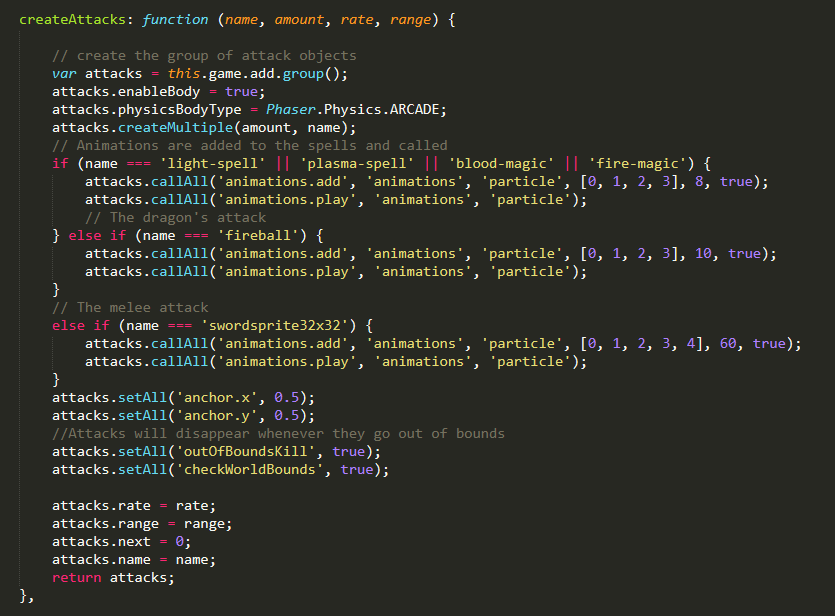 createAttacks: function (name, amount, rate, range) {
// create the group of attack objects
var attacks = this.game.add.group();
attacks.enableBody = true;
attacks.physicsBodyType = Phaser.Physics.ARCADE;
attacks.createMultiple(amount, name);
// Animations are added to the spells and called
if (name === 'light-spell' || 'plasma-spell' || 'blood-magic' || 'fire-magic') {
attacks.callAll('animations.add', 'animations', 'particle', [0, 1, 2, 3], 8, true);
attacks.callAll('animations.play', 'animations', 'particle');
// The dragon's attack
} else if (name === 'fireball') {
attacks.callAll('animations.add', 'animations', 'particle', [0, 1, 2, 3], 10, true);
attacks.callAll('animations.play', 'animations', 'particle');
}
// The melee attack
else if (name === 'swordsprite32x32') {
attacks.callAll('animations.add', 'animations', 'particle', [0, 1, 2, 3, 4], 60, true);
attacks.callAll('animations.play', 'animations', 'particle');
}
attacks.setAll('anchor.x', 0.5);
attacks.setAll('anchor.y', 0.5);
//Attacks will disappear whenever they go out of bounds
attacks.setAll('outOfBoundsKill', true);
attacks.setAll('checkWorldBounds', true);
attacks.rate = rate;
attacks.range = range;
attacks.next = 0;
attacks.name = name;
return attacks;
},